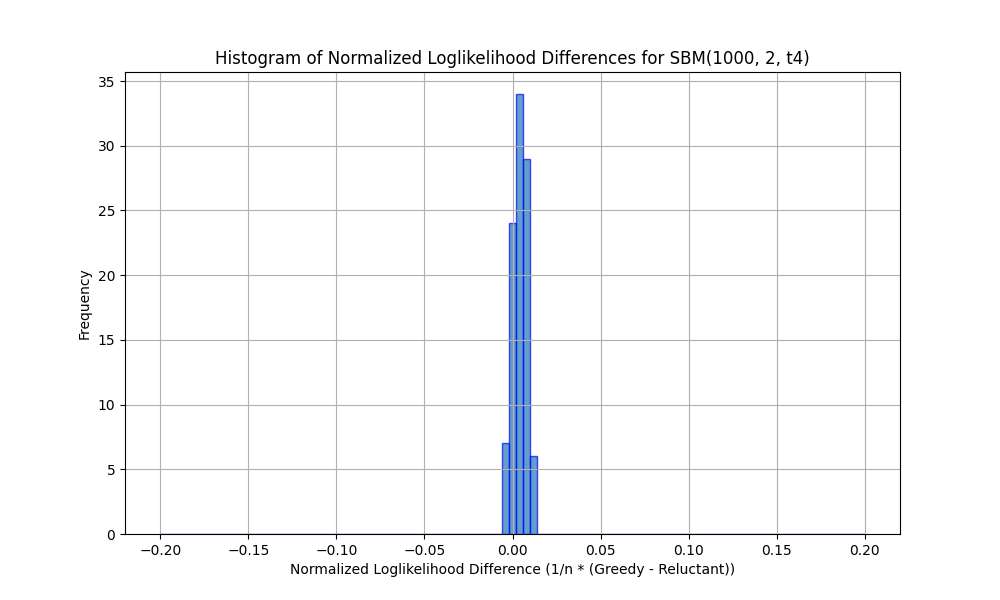 Histogram of Normalized Loglikelihood Differences for SBM(1000, 2, t4)
35
30
25
20
15
10
5
0
Frequency
−0.20 −0.15 −0.10 −0.05 0.00 0.05 0.10 0.15 0.20
Normalized Loglikelihood Difference (1/n * (Greedy - Reluctant))